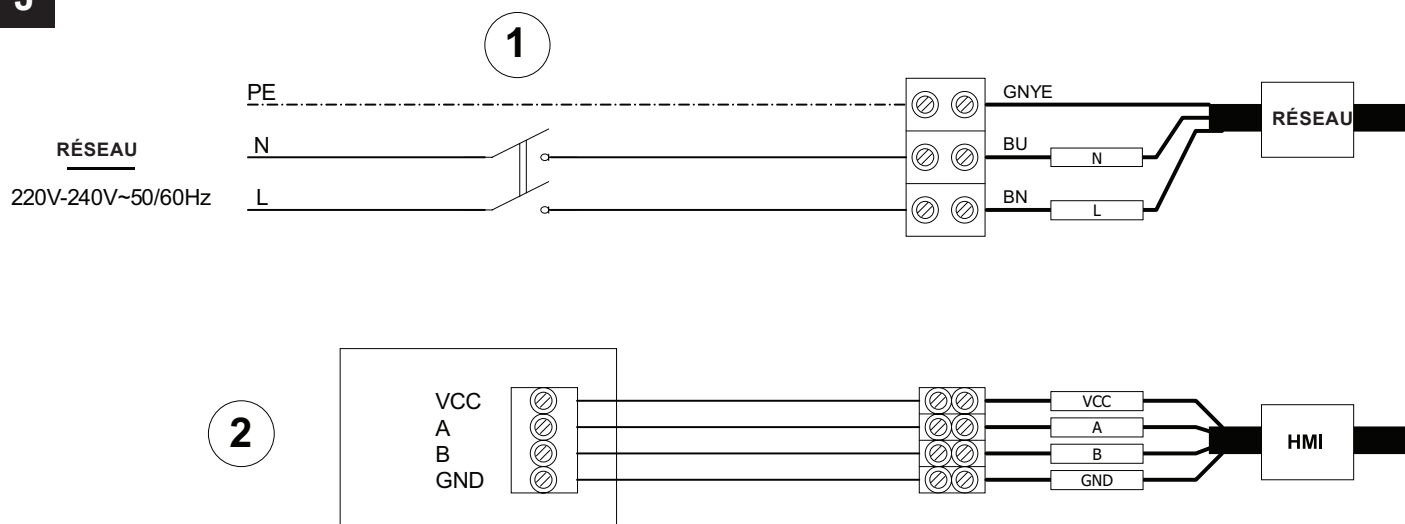 1
PE
GNYE
RÉSEAU
N
BU
N
RÉSEAU
220V-240V~50/60Hz
L
BN
L
2
VCC
A
B
GND
VCC
A
B
GND
HMI